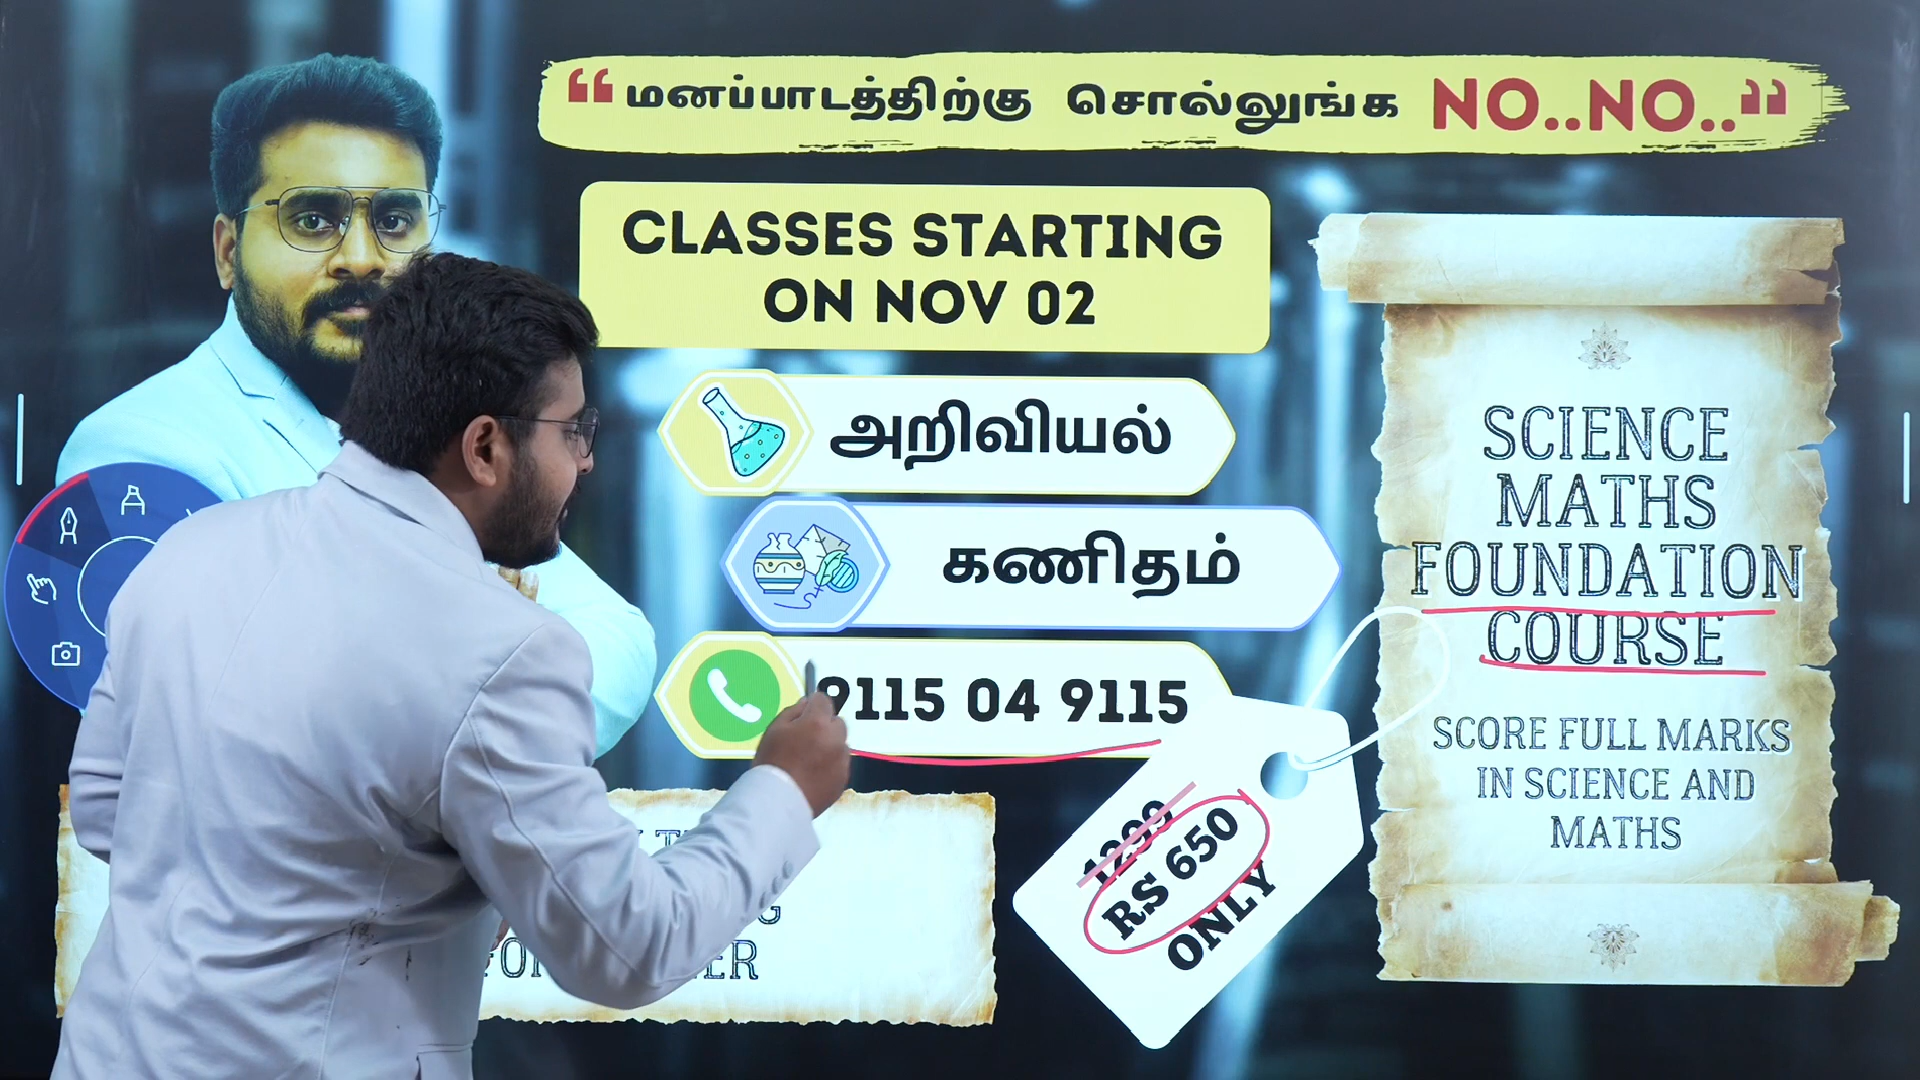 “மனப்பாடத்திற்கு சொல்லுங்க NO..NO..”
CLASSES STARTING
ON NOV 02
அறிவியல்
கணிதம்
9115 04 9115
1299
RS 650
ONLY
SCIENCE
MATHS
FOUNDATION
COURSE
SCORE FULL MARKS
IN SCIENCE AND
MATHS